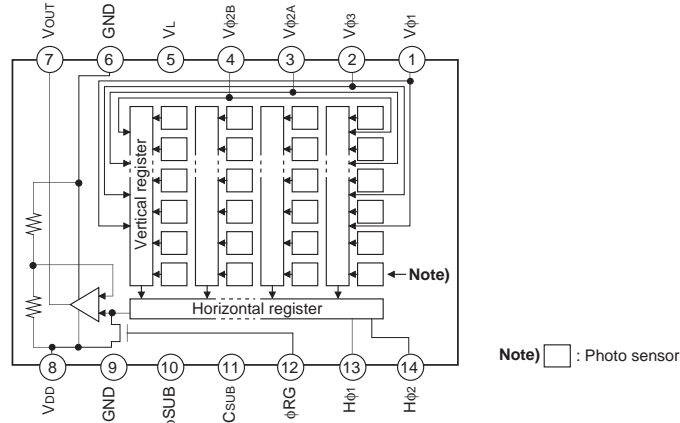 VOUT
GND
VL
Vϕ2B
Vϕ2A
Vϕ3
Vϕ1
7
6
5
4
3
2
1
Vertical register
Note)
Horizontal register
Note) : Photo sensor
8
9
10
11
12
13
14
VDD
GND
ϕSUB
CSUB
ϕRG
Hϕ1
Hϕ2